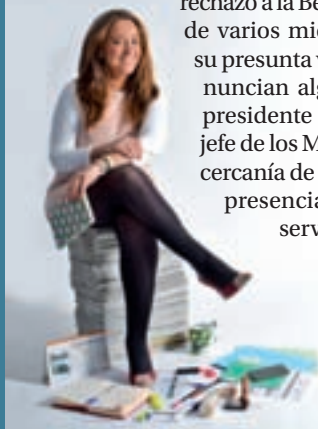 rechazo a la Be
de varios mie
su presunta v
nuncian alg
presidente
jefe de los M
cercanía de
presencia
serv